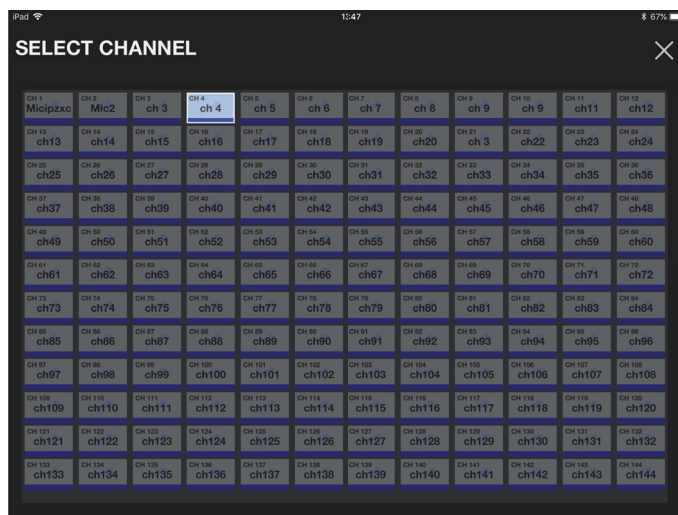 iPad 1:47 67%
SELECT CHANNEL
CH 1 CH 2 CH 3 CH 4 CH 5 CH 6 CH 7 CH 8 CH 9 CH 10 CH 11 CH 12
Micipzxc Mic2 ch 3 ch 4 ch 5 ch 6 ch 7 ch 8 ch 9 ch 9 ch11 ch12
CH 13 CH 14 CH 15 CH 16 CH 17 CH 18 CH 19 CH 20 CH 21 CH 22 CH 23 CH 24
ch13 ch14 ch15 ch16 ch17 ch18 ch19 ch20 ch 3 ch22 ch23 ch24
CH 25 CH 26 CH 27 CH 28 CH 29 CH 30 CH 31 CH 32 CH 33 CH 34 CH 35 CH 36
ch25 ch26 ch27 ch28 ch29 ch30 ch31 ch32 ch33 ch34 ch35 ch36
CH 37 CH 38 CH 39 CH 40 CH 41 CH 42 CH 43 CH 44 CH 45 CH 46 CH 47 CH 48
ch37 ch38 ch39 ch40 ch41 ch42 ch43 ch44 ch45 ch46 ch47 ch48
CH 49 CH 50 CH 51 CH 52 CH 53 CH 54 CH 55 CH 56 CH 57 CH 58 CH 59 CH 60
ch49 ch50 ch51 ch52 ch53 ch54 ch55 ch56 ch57 ch58 ch59 ch60
CH 61 CH 62 CH 63 CH 64 CH 65 CH 66 CH 67 CH 68 CH 69 CH 70 CH 71 CH 72
ch61 ch62 ch63 ch64 ch65 ch66 ch67 ch68 ch69 ch70 ch71 ch72
CH 73 CH 74 CH 75 CH 76 CH 77 CH 78 CH 79 CH 80 CH 81 CH 82 CH 83 CH 84
ch73 ch74 ch75 ch76 ch77 ch78 ch79 ch80 ch81 ch82 ch83 ch84
CH 85 CH 86 CH 87 CH 88 CH 89 CH 90 CH 91 CH 92 CH 93 CH 94 CH 95 CH 96
ch85 ch86 ch87 ch88 ch89 ch90 ch91 ch92 ch93 ch94 ch95 ch96
CH 97 CH 98 CH 99 CH 100 CH 101 CH 102 CH 103 CH 104 CH 105 CH 106 CH 107 CH 108
ch97 ch98 ch99 ch100 ch101 ch102 ch103 ch104 ch105 ch106 ch107 ch108
CH 109 CH 110 CH 111 CH 112 CH 113 CH 114 CH 115 CH 116 CH 117 CH 118 CH 119 CH 120
ch109 ch110 ch111 ch112 ch113 ch114 ch115 ch116 ch117 ch118 ch119 ch120
CH 121 CH 122 CH 123 CH 124 CH 125 CH 126 CH 127 CH 128 CH 129 CH 130 CH 131 CH 132
ch121 ch122 ch123 ch124 ch125 ch126 ch127 ch128 ch129 ch130 ch131 ch132
CH 133 CH 134 CH 135 CH 136 CH 137 CH 138 CH 139 CH 140 CH 141 CH 142 CH 143 CH 144
ch133 ch134 ch135 ch136 ch137 ch138 ch139 ch140 ch141 ch142 ch143 ch144